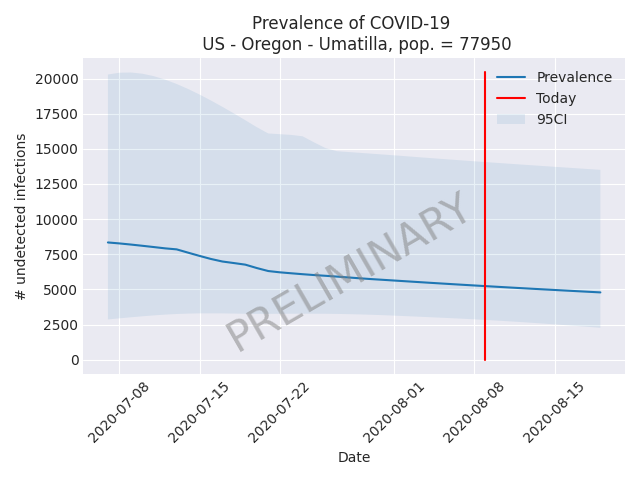 Prevalence of COVID-19
US - Oregon - Umatilla, pop. = 77950
20000
17500
15000
12500
10000
7500
5000
2500
0
# undetected infections
Prevalence
Today
95CI
PRELIMINARY
2020-07-08
2020-07-15
2020-07-22
2020-08-01
2020-08-08
2020-08-15
Date